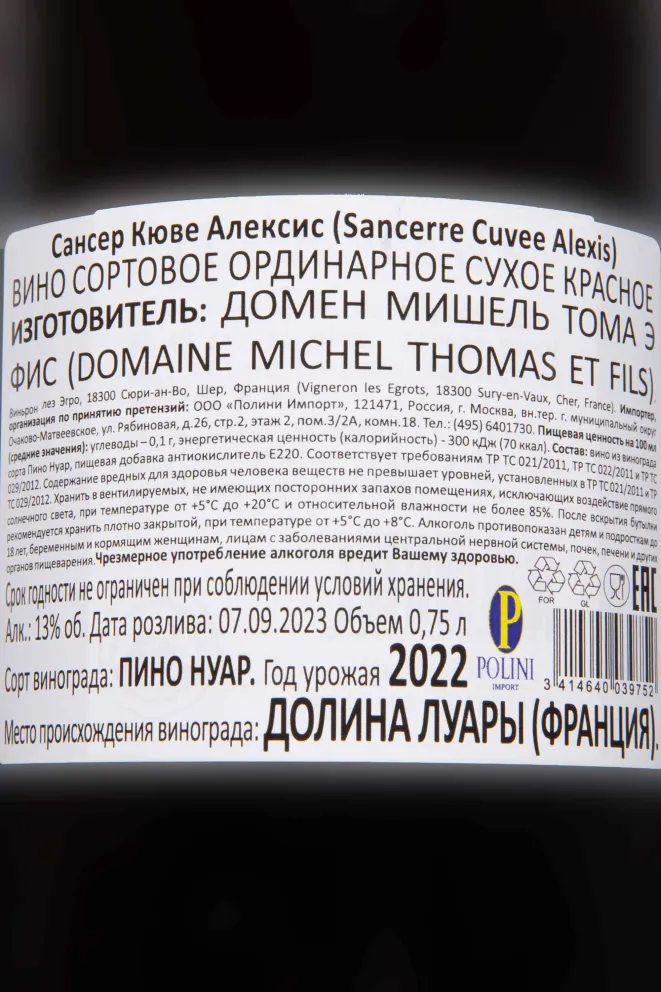 Сансер Кюве Алексис (Sancerre Cuvee Alexis)
ВИНО СОРТОВОЕ ОРДИНАРНОЕ СУХОЕ КРАСНОЕ
ИЗГОТОВИТЕЛЬ: ДОМЕН МИШЕЛЬ ТОМА Э
ФИС (DOMAINE MICHEL THOMAS ET FILS),
Виньрон лез Эгро, 18300 Сюри-ан-Во, Шер, Франция (Vigneron les Egrots, 18300 Sury-en-Vaux, Cher, France). Импортер,
организация по принятию претензий: ООО «Полини Импорт», 121471, Россия, г. Москва, вн.тер. г. муниципальный округ
Очаково-Матвеевское, ул. Рябиновая, д.26, стр.2, этаж 2, пом.3/2А, комн.18. Тел.: (495) 6401730. Пищевая ценность на 100 мл
(средние значения): углеводы – 0,1 г, энергетическая ценность (калорийность) - 300 кДж (70 ккал). Состав: вино из винограда
сорта Пино Нуар, пищевая добавка антиокислитель Е220. Соответствует требованиям ТР ТС 021/2011, ТР ТС 022/2011 и ТР ТС
029/2012. Содержание вредных для здоровья человека веществ не превышает уровней, установленных в ТР ТС 021/2011 и ТР
ТС 029/2012. Хранить в вентилируемых, не имеющих посторонних запахов помещениях, исключающих воздействие прямого
солнечного света, при температуре от +5°С до +20°С и относительной влажности не более 85%. После вскрытия бутылки
рекомендуется хранить плотно закрытой, при температуре от +5°С до +8°С. Алкоголь противопоказан детям и подросткам до
18 лет, беременным и кормящим женщинам, лицам с заболеваниями центральной нервной системы, почек, печени и других
органов пищеварения.Чрезмерное употребление алкоголя вредит Вашему здоровью.
Срок годности не ограничен при соблюдении условий хранения.
FOR
GL
EAC
Алк.: 13% об. Дата розлива: 07.09.2023 Объем 0,75 л
P
POLINI
IMPORT
3 414640 039752
Сорт винограда: ПИНО НУАР. Год урожая 2022
Место происхождения винограда: ДОЛИНА ЛУАРЫ (ФРАНЦИЯ).